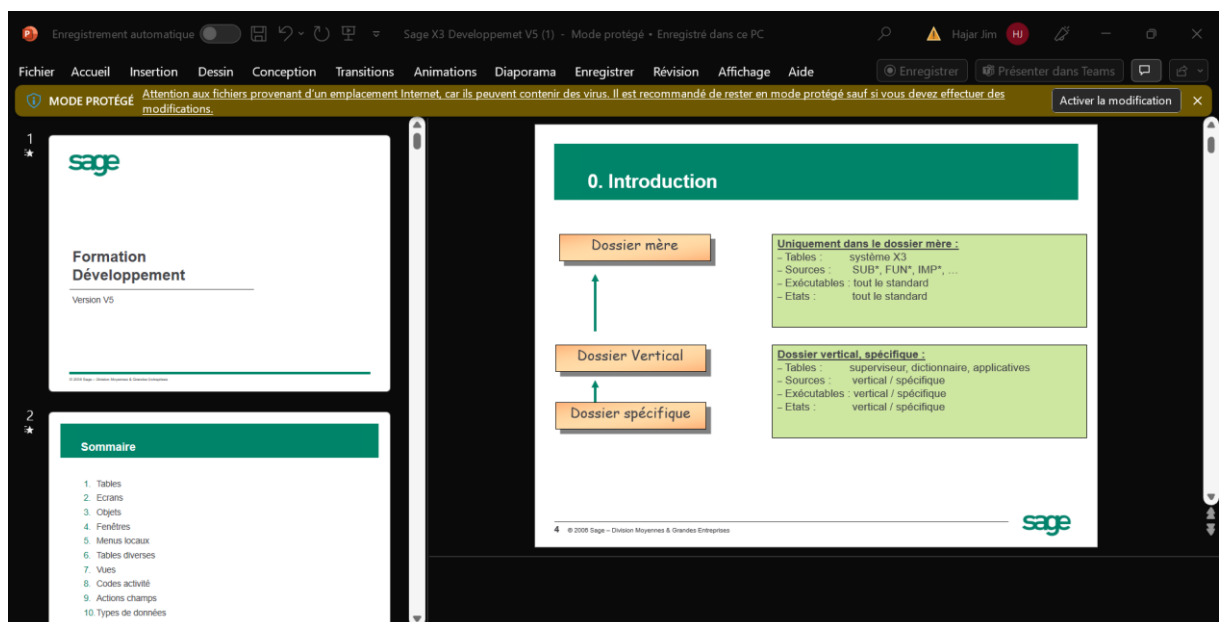 Enregistrement automatique
Sage X3 Developpemet V5 (1) - Mode protégé • Enregistré dans ce PC
Hajar Jim
HJ
Fichier Accueil Insertion Dessin Conception Transitions Animations Diaporama Enregistrer Révision Affichage Aide
Enregistrer
Présenter dans Teams
MODE PROTÉGÉ
Attention aux fichiers provenant d'un emplacement Internet, car ils peuvent contenir des virus. Il est recommandé de rester en mode protégé sauf si vous devez effectuer des
modifications.
Activer la modification
1
sage
Formation
Développement
Version V5
© 2006 Sage – Division Moyennes & Grandes Entreprises
2
Sommaire
1. Tables
2. Ecrans
3. Objets
4. Fenêtres
5. Menus locaux
6. Tables diverses
7. Vues
8. Codes activité
9. Actions champs
10. Types de données
0. Introduction
Dossier mère
Uniquement dans le dossier mère :
– Tables : système X3
– Sources : SUB*, FUN*, IMP*, …
– Exécutables : tout le standard
– Etats : tout le standard
Dossier Vertical
Dossier spécifique
Dossier vertical, spécifique :
– Tables : superviseur, dictionnaire, applicatives
– Sources : vertical / spécifique
– Exécutables : vertical / spécifique
– Etats : vertical / spécifique
4 © 2006 Sage – Division Moyennes & Grandes Entreprises
sage